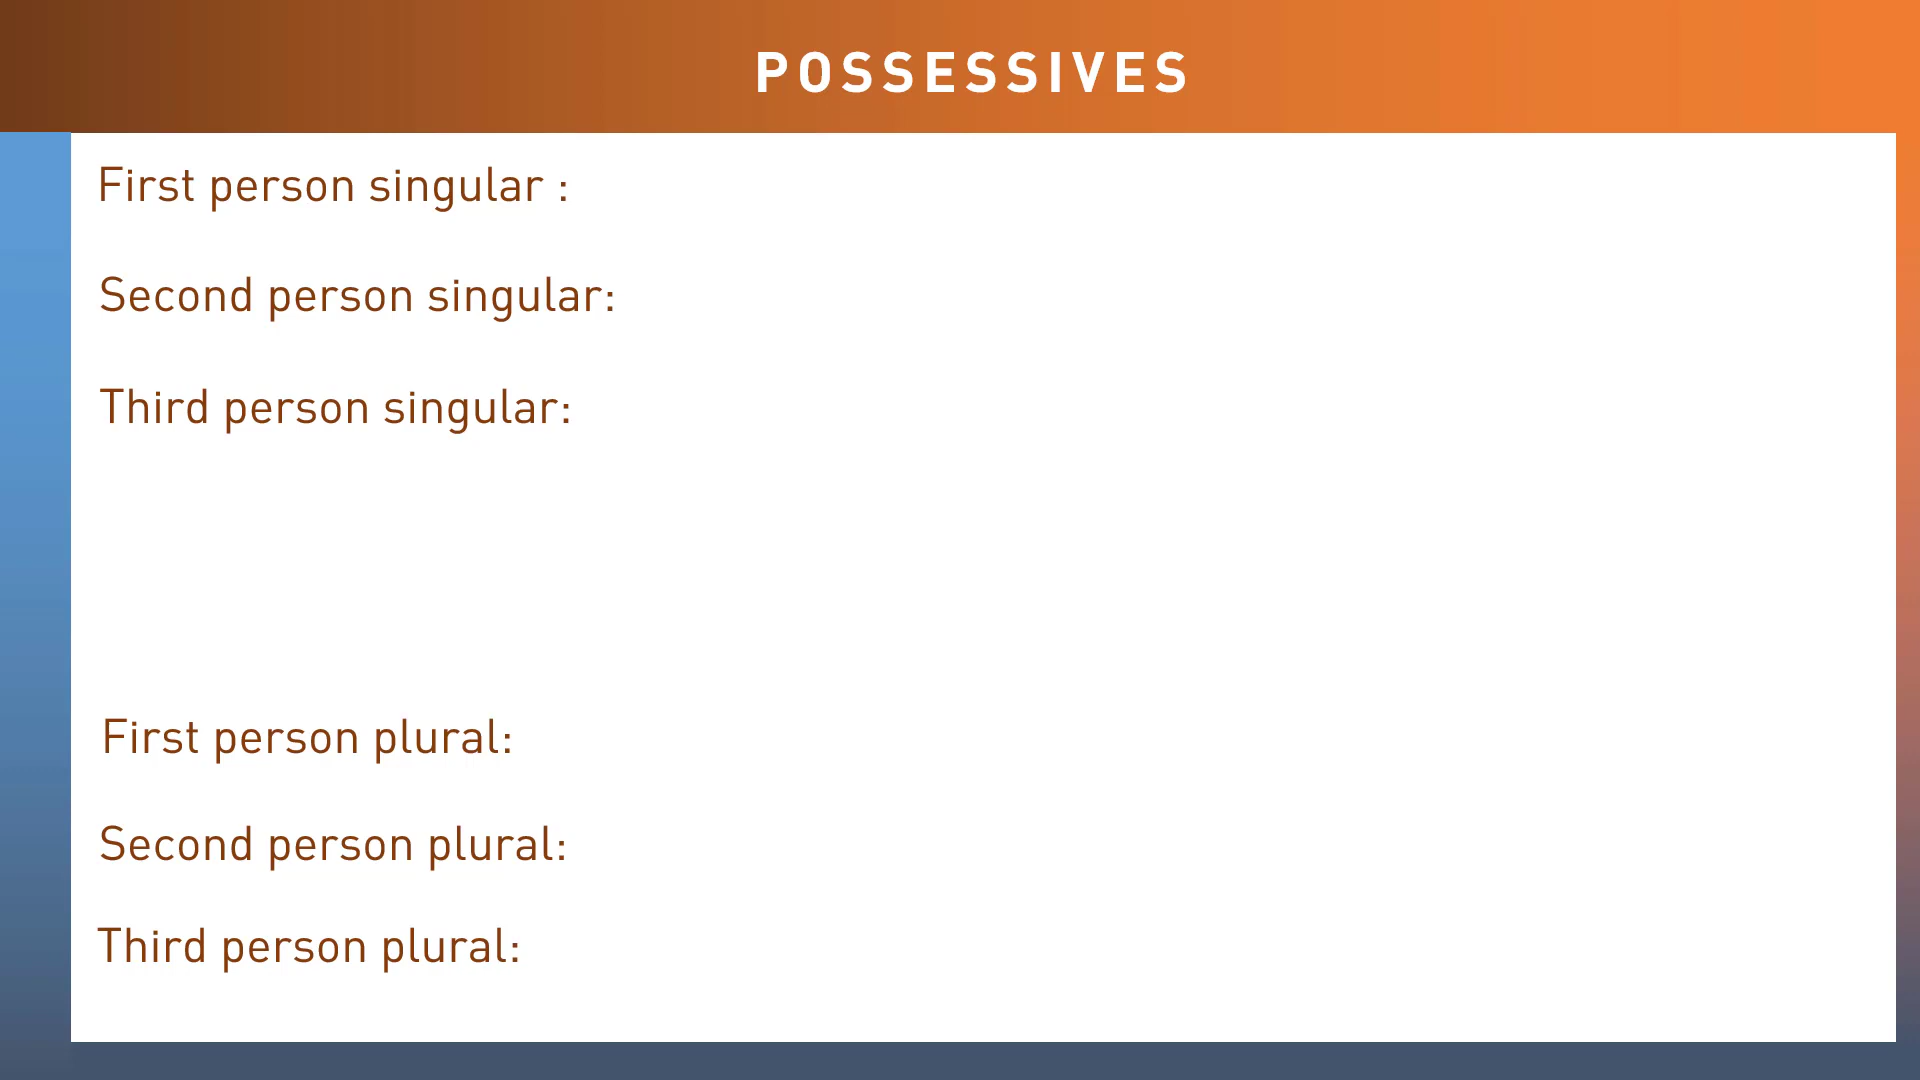 POSSESSIVES
First person singular :
Second person singular:
Third person singular:
First person plural:
Second person plural:
Third person plural: